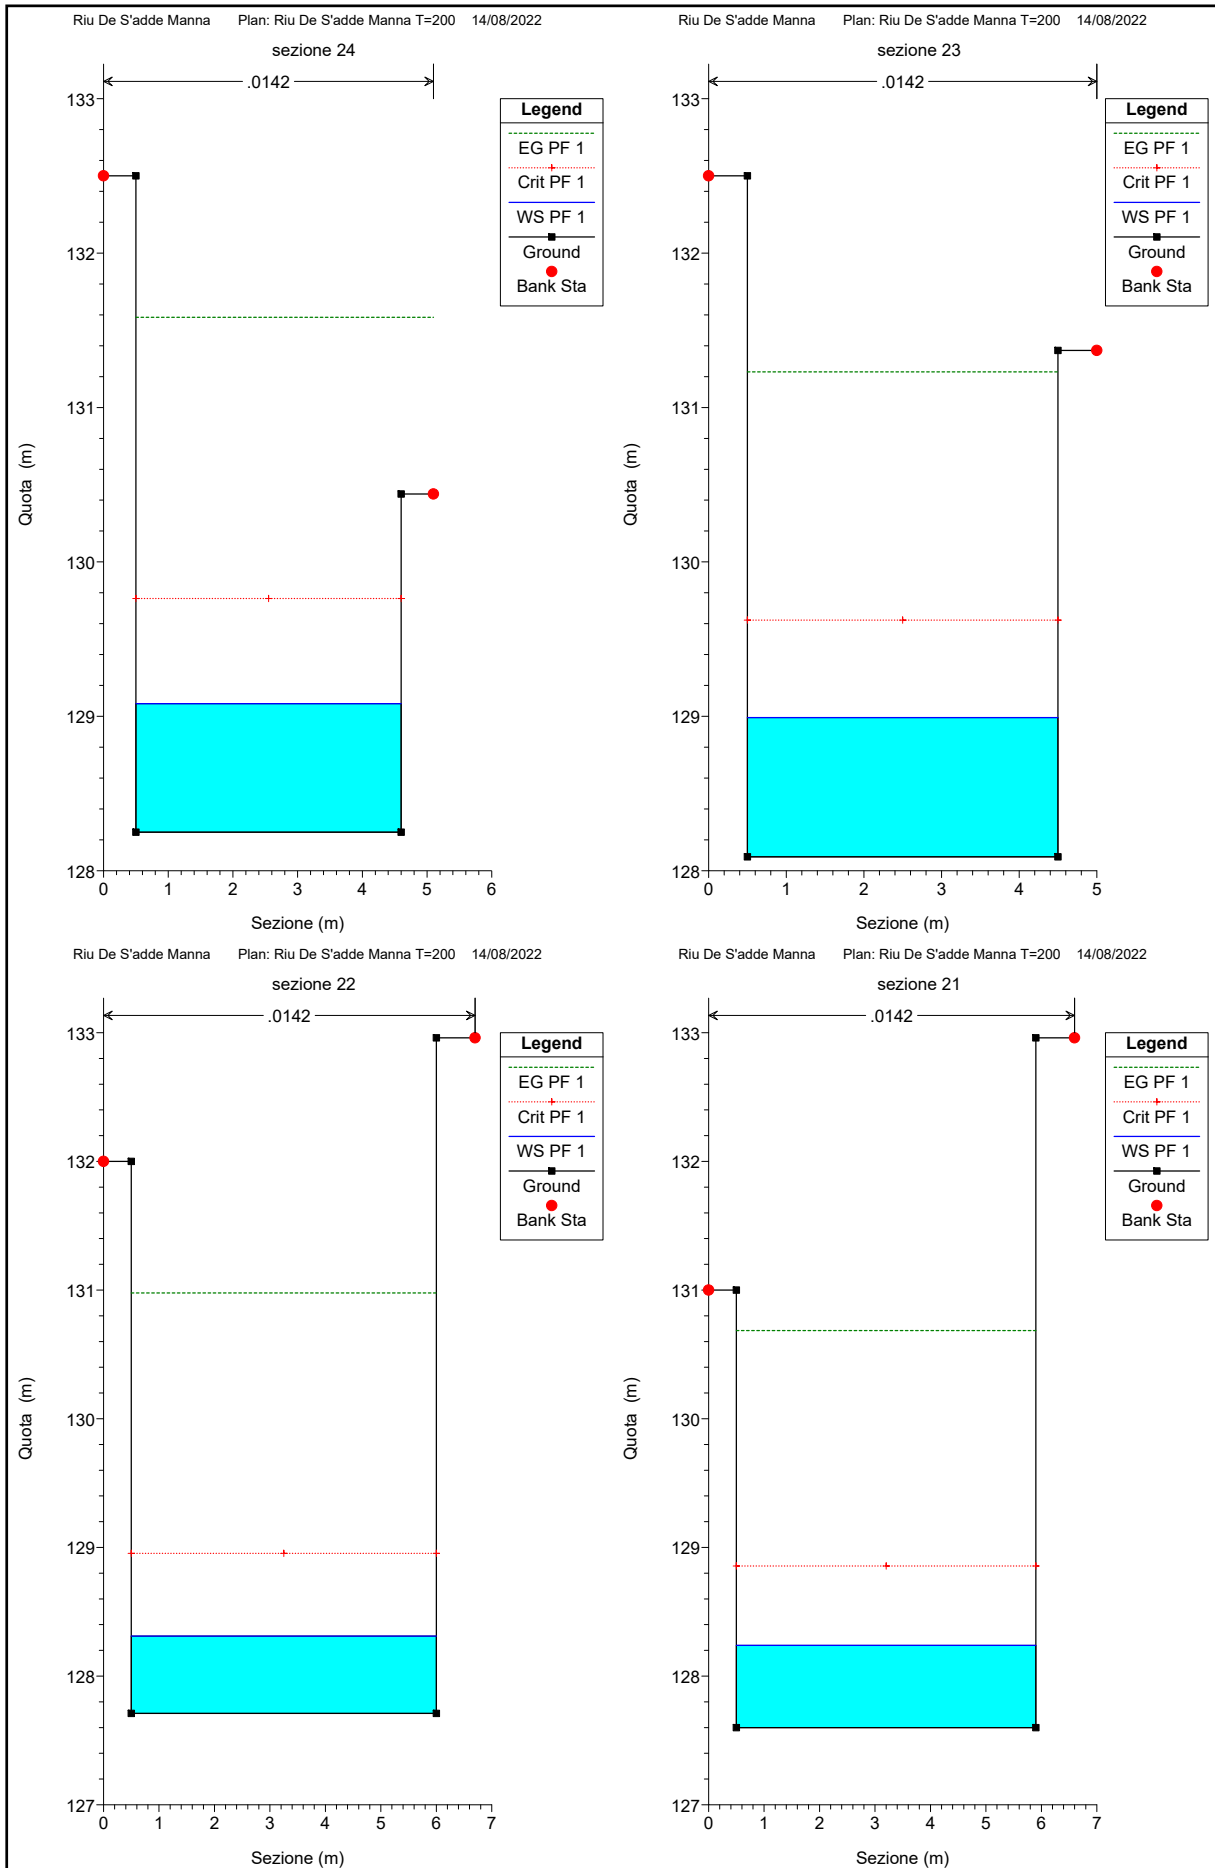 Riu De S'adde Manna Plan: Riu De S'adde Manna T=200 14/08/2022
sezione 24
.0142
133
132
131
130
129
128
Quota (m)
0 1 2 3 4 5 6
Sezione (m)
Legend
EG PF 1
Crit PF 1
WS PF 1
Ground
Bank Sta
Riu De S'adde Manna Plan: Riu De S'adde Manna T=200 14/08/2022
sezione 23
.0142
133
132
131
130
129
128
Quota (m)
0 1 2 3 4 5
Sezione (m)
Legend
EG PF 1
Crit PF 1
WS PF 1
Ground
Bank Sta
Riu De S'adde Manna Plan: Riu De S'adde Manna T=200 14/08/2022
sezione 22
.0142
133
132
131
130
129
128
127
Quota (m)
0 1 2 3 4 5 6 7
Sezione (m)
Legend
EG PF 1
Crit PF 1
WS PF 1
Ground
Bank Sta
Riu De S'adde Manna Plan: Riu De S'adde Manna T=200 14/08/2022
sezione 21
.0142
133
132
131
130
129
128
127
Quota (m)
0 1 2 3 4 5 6 7
Sezione (m)
Legend
EG PF 1
Crit PF 1
WS PF 1
Ground
Bank Sta